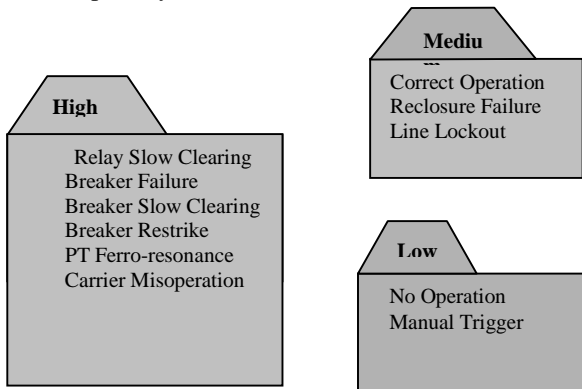 High
Relay Slow Clearing
Breaker Failure
Breaker Slow Clearing
Breaker Restrike
PT Ferro-resonance
Carrier Misoperation
Mediu
Correct Operation
Reclosure Failure
Line Lockout
Low
No Operation
Manual Trigger